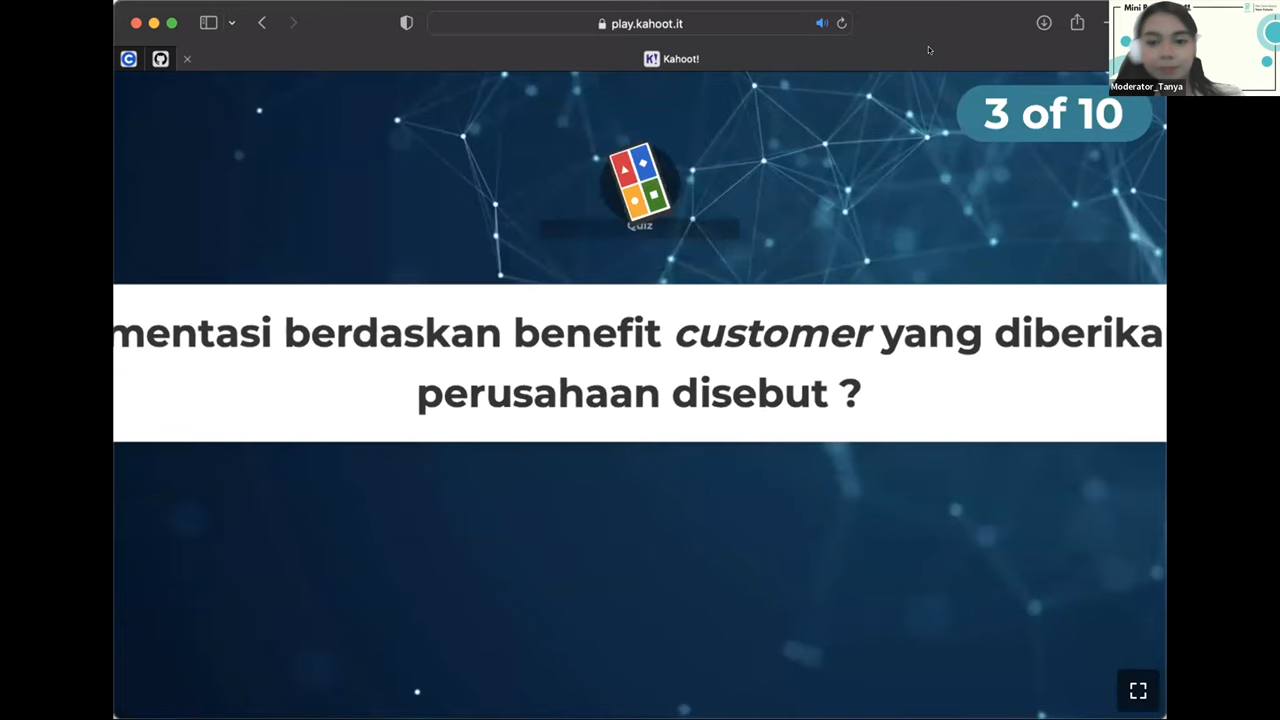 play.kahoot.it
Kahoot!
Moderator_Tanya
3 of 10
Quiz
mentasi berdaskan benefit customer yang diberika
perusahaan disebut ?